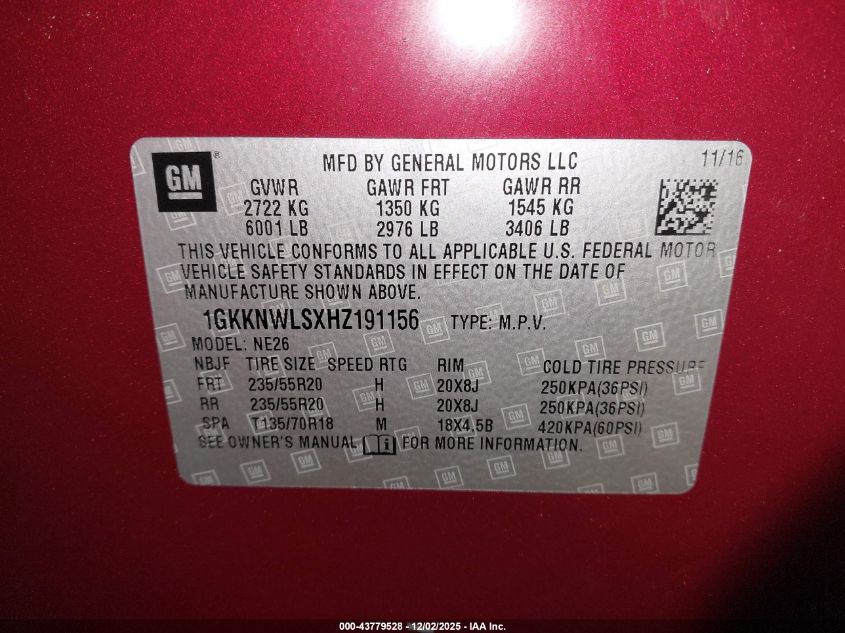 GM ®
MFD BY GENERAL MOTORS LLC 11/16
GVWR GAWR FRT GAWR RR
2722 KG 1350 KG 1545 KG
6001 LB 2976 LB 3406 LB
THIS VEHICLE CONFORMS TO ALL APPLICABLE U.S. FEDERAL MOTOR
VEHICLE SAFETY STANDARDS IN EFFECT ON THE DATE OF
MANUFACTURE SHOWN ABOVE.
1GKKNWLSXHZ191156 TYPE: M.P.V.
MODEL: NE26
NBJF TIRE SIZE SPEED RTG RIM COLD TIRE PRESSURE
FRT 235/55R20 H 20X8J 250KPA(36PSI)
RR 235/55R20 H 20X8J 250KPA(36PSI)
SPA T135/70R18 M 18X4.5B 420KPA(60PSI)
SEE OWNER'S MANUAL FOR MORE INFORMATION.
000-43779528 - 12/02/2025 - IAA Inc.